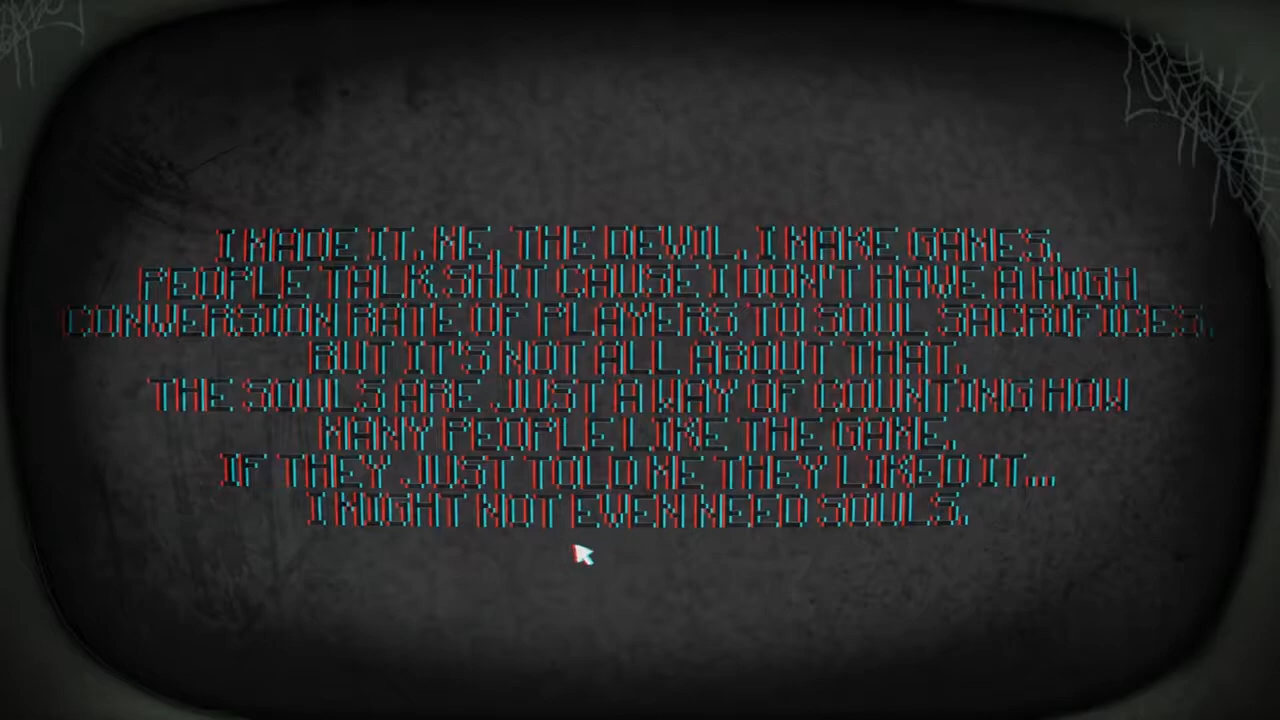 I MADE IT. ME, THE DEVIL. I MAKE GAMES.
PEOPLE TALK SHIT CAUSE I DON'T HAVE A HIGH
CONVERSION RATE OF PLAYERS TO SOUL SACRIFICES.
BUT IT'S NOT ALL ABOUT THAT.
THE SOULS ARE JUST A WAY OF COUNTING HOW
MANY PEOPLE LIKE THE GAME.
IF THEY JUST TOLD ME THEY LIKED IT...
I MIGHT NOT EVEN NEED SOULS.